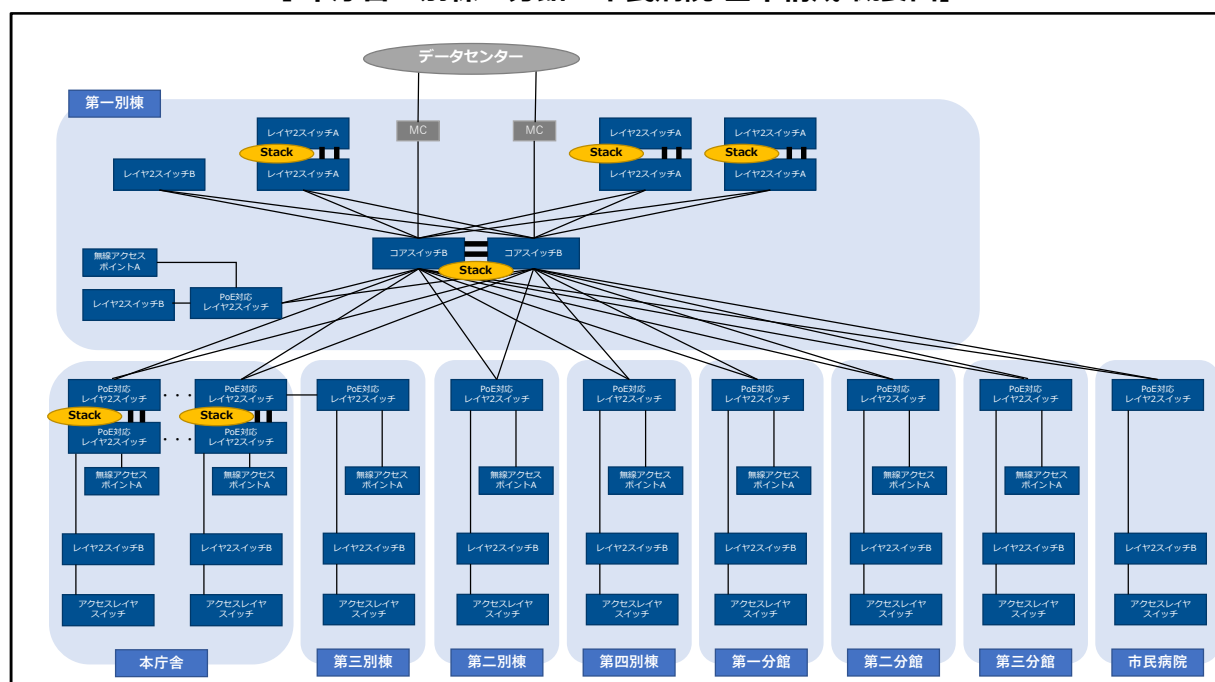 データセンター
第一別棟
MC
MC
レイヤ2スイッチA
レイヤ2スイッチA
レイヤ2スイッチA
Stack
Stack
Stack
レイヤ2スイッチB
レイヤ2スイッチA
レイヤ2スイッチA
レイヤ2スイッチA
コアスイッチB
コアスイッチB
Stack
無線アクセス
ポイントA
レイヤ2スイッチB
PoE対応
レイヤ2スイッチ
PoE対応
レイヤ2スイッチ
・・・
PoE対応
レイヤ2スイッチ
PoE対応
レイヤ2スイッチ
PoE対応
レイヤ2スイッチ
PoE対応
レイヤ2スイッチ
PoE対応
レイヤ2スイッチ
PoE対応
レイヤ2スイッチ
PoE対応
レイヤ2スイッチ
PoE対応
レイヤ2スイッチ
Stack
Stack
PoE対応
レイヤ2スイッチ
・・・
PoE対応
レイヤ2スイッチ
無線アクセス
ポイントA
無線アクセス
ポイントA
無線アクセス
ポイントA
無線アクセス
ポイントA
無線アクセス
ポイントA
無線アクセス
ポイントA
無線アクセス
ポイントA
無線アクセス
ポイントA
レイヤ2スイッチB
レイヤ2スイッチB
レイヤ2スイッチB
レイヤ2スイッチB
レイヤ2スイッチB
レイヤ2スイッチB
レイヤ2スイッチB
レイヤ2スイッチB
レイヤ2スイッチB
アクセスレイヤ
スイッチ
アクセスレイヤ
スイッチ
アクセスレイヤ
スイッチ
アクセスレイヤ
スイッチ
アクセスレイヤ
スイッチ
アクセスレイヤ
スイッチ
アクセスレイヤ
スイッチ
アクセスレイヤ
スイッチ
アクセスレイヤ
スイッチ
本庁舎
第三別棟
第二別棟
第四別棟
第一分館
第二分館
第三分館
市民病院